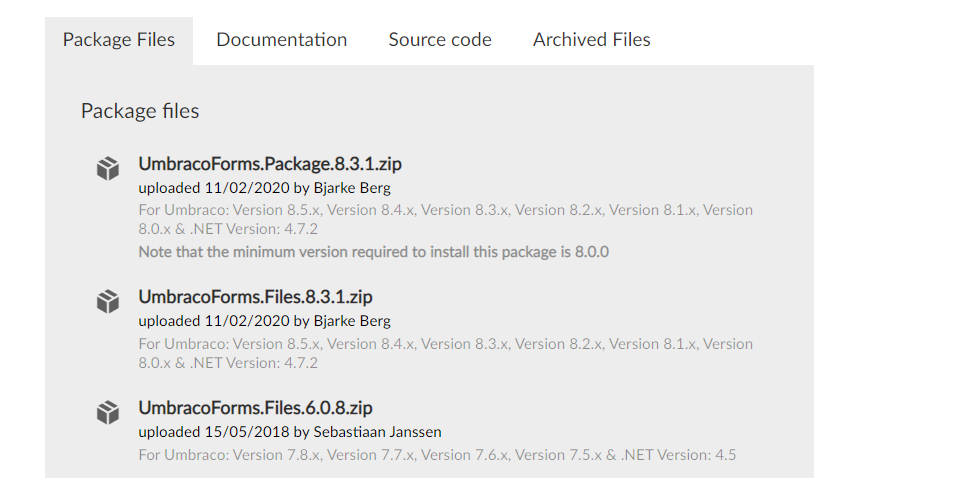 Package Files Documentation Source code Archived Files
Package files
UmbracoForms.Package.8.3.1.zip
uploaded 11/02/2020 by Bjarke Berg
For Umbraco: Version 8.5.x, Version 8.4.x, Version 8.3.x, Version 8.2.x, Version 8.1.x, Version
8.0.x & .NET Version: 4.7.2
Note that the minimum version required to install this package is 8.0.0
UmbracoForms.Files.8.3.1.zip
uploaded 11/02/2020 by Bjarke Berg
For Umbraco: Version 8.5.x, Version 8.4.x, Version 8.3.x, Version 8.2.x, Version 8.1.x, Version
8.0.x & .NET Version: 4.7.2
UmbracoForms.Files.6.0.8.zip
uploaded 15/05/2018 by Sebastiaan Janssen
For Umbraco: Version 7.8.x, Version 7.7.x, Version 7.6.x, Version 7.5.x & .NET Version: 4.5